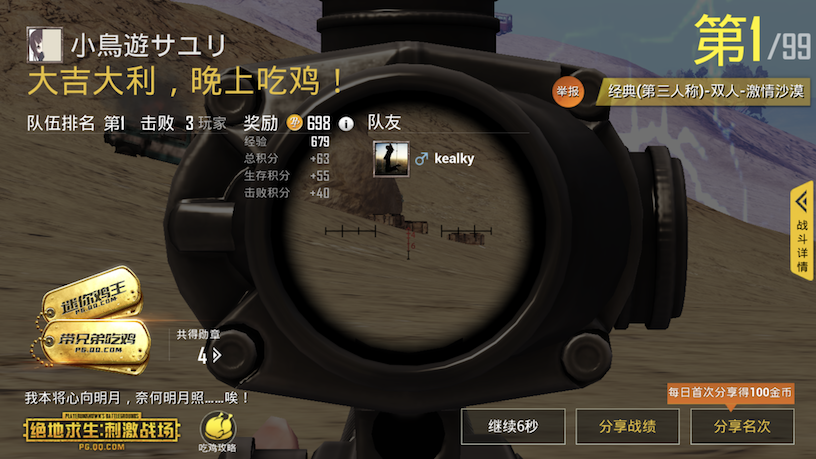 小鳥遊サユリ
第1/99
大吉大利，晚上吃鸡！
举报
经典(第三人称)-双人-激情沙漠
队伍排名 第1 击败 3 玩家 奖励 698 i 队友
经验 679
总积分 +63
生存积分 +55
击败积分 +40
♂ kealky
战斗详情
迷你鸡王
PG.QQ.COM
带兄弟吃鸡
PG.QQ.COM
共得勋章
4
我本将心向明月，奈何明月照……唉！
每日首次分享得100金币
PLAYERUNKNOWN'S BATTLEGROUNDS
绝地求生:刺激战场
PG.QQ.COM
吃鸡攻略
继续6秒
分享战绩
分享名次